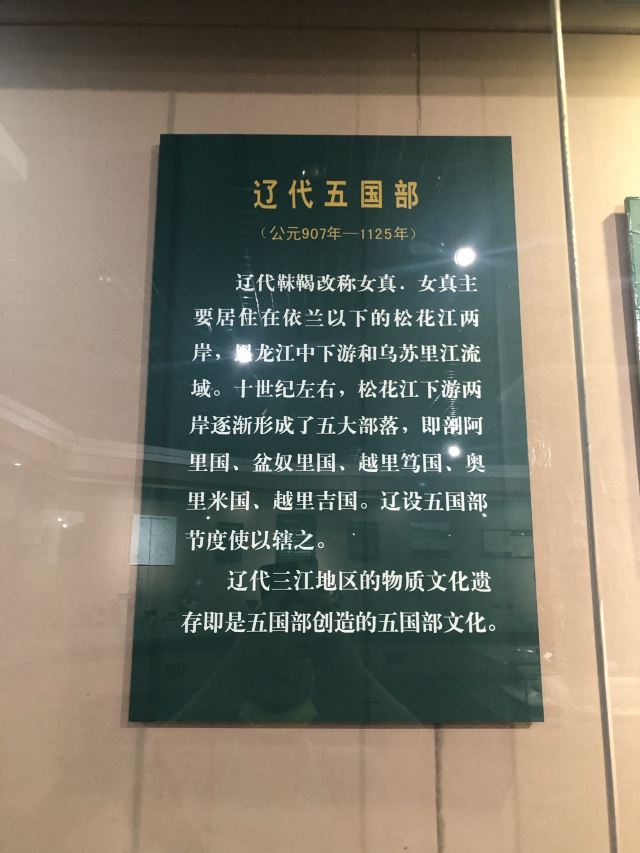 辽代五国部
（公元907年—1125年）
辽代靺鞨改称女真．女真主
要居住在依兰以下的松花江两
岸，黑龙江中下游和乌苏里江流
域。十世纪左右，松花江下游两
岸逐渐形成了五大部落，即剖阿
里国、盆奴里国、越里笃国、奥
里米国、越里吉国。辽设五国部
节度使以辖之。
辽代三江地区的物质文化遗
存即是五国部创造的五国部文化。